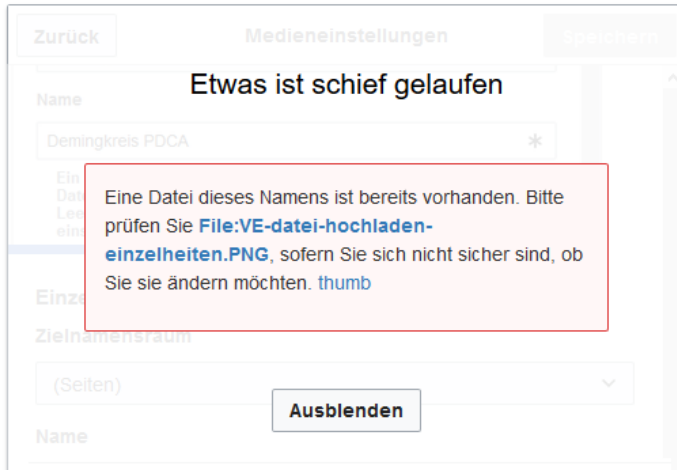 Zurück
Medieneinstellungen
Speichern
Etwas ist schief gelaufen
Name
Demingkreis PDCA
Ein
Eine Datei dieses Namens ist bereits vorhanden. Bitte
prüfen Sie File:VE-datei-hochladen-
einzelheiten.PNG, sofern Sie sich nicht sicher sind, ob
Sie sie ändern möchten. thumb
Zielnamensraum
(Seiten)
Ausblenden
Name